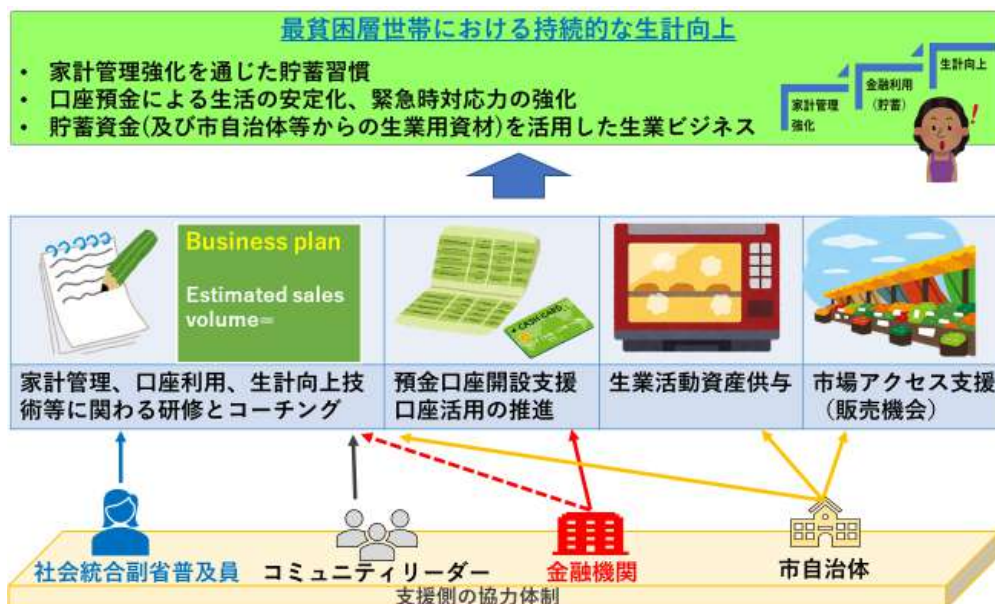 最貧困層世帯における持続的な生計向上
• 家計管理強化を通じた貯蓄習慣
• 口座預金による生活の安定化、緊急時対応力の強化
• 貯蓄資金(及び市自治体等からの生業用資材)を活用した生業ビジネス
家計管理
強化
金融利用
(貯蓄)
生計向上
!
Business plan
Estimated sales
volume=
CASH-CARD
家計管理、口座利用、生計向上技
術等に関わる研修とコーチング
預金口座開設支援
口座活用の推進
生業活動資産供与
市場アクセス支援
(販売機会)
社会統合副省普及員
コミュニティリーダー
金融機関
市自治体
支援側の協力体制